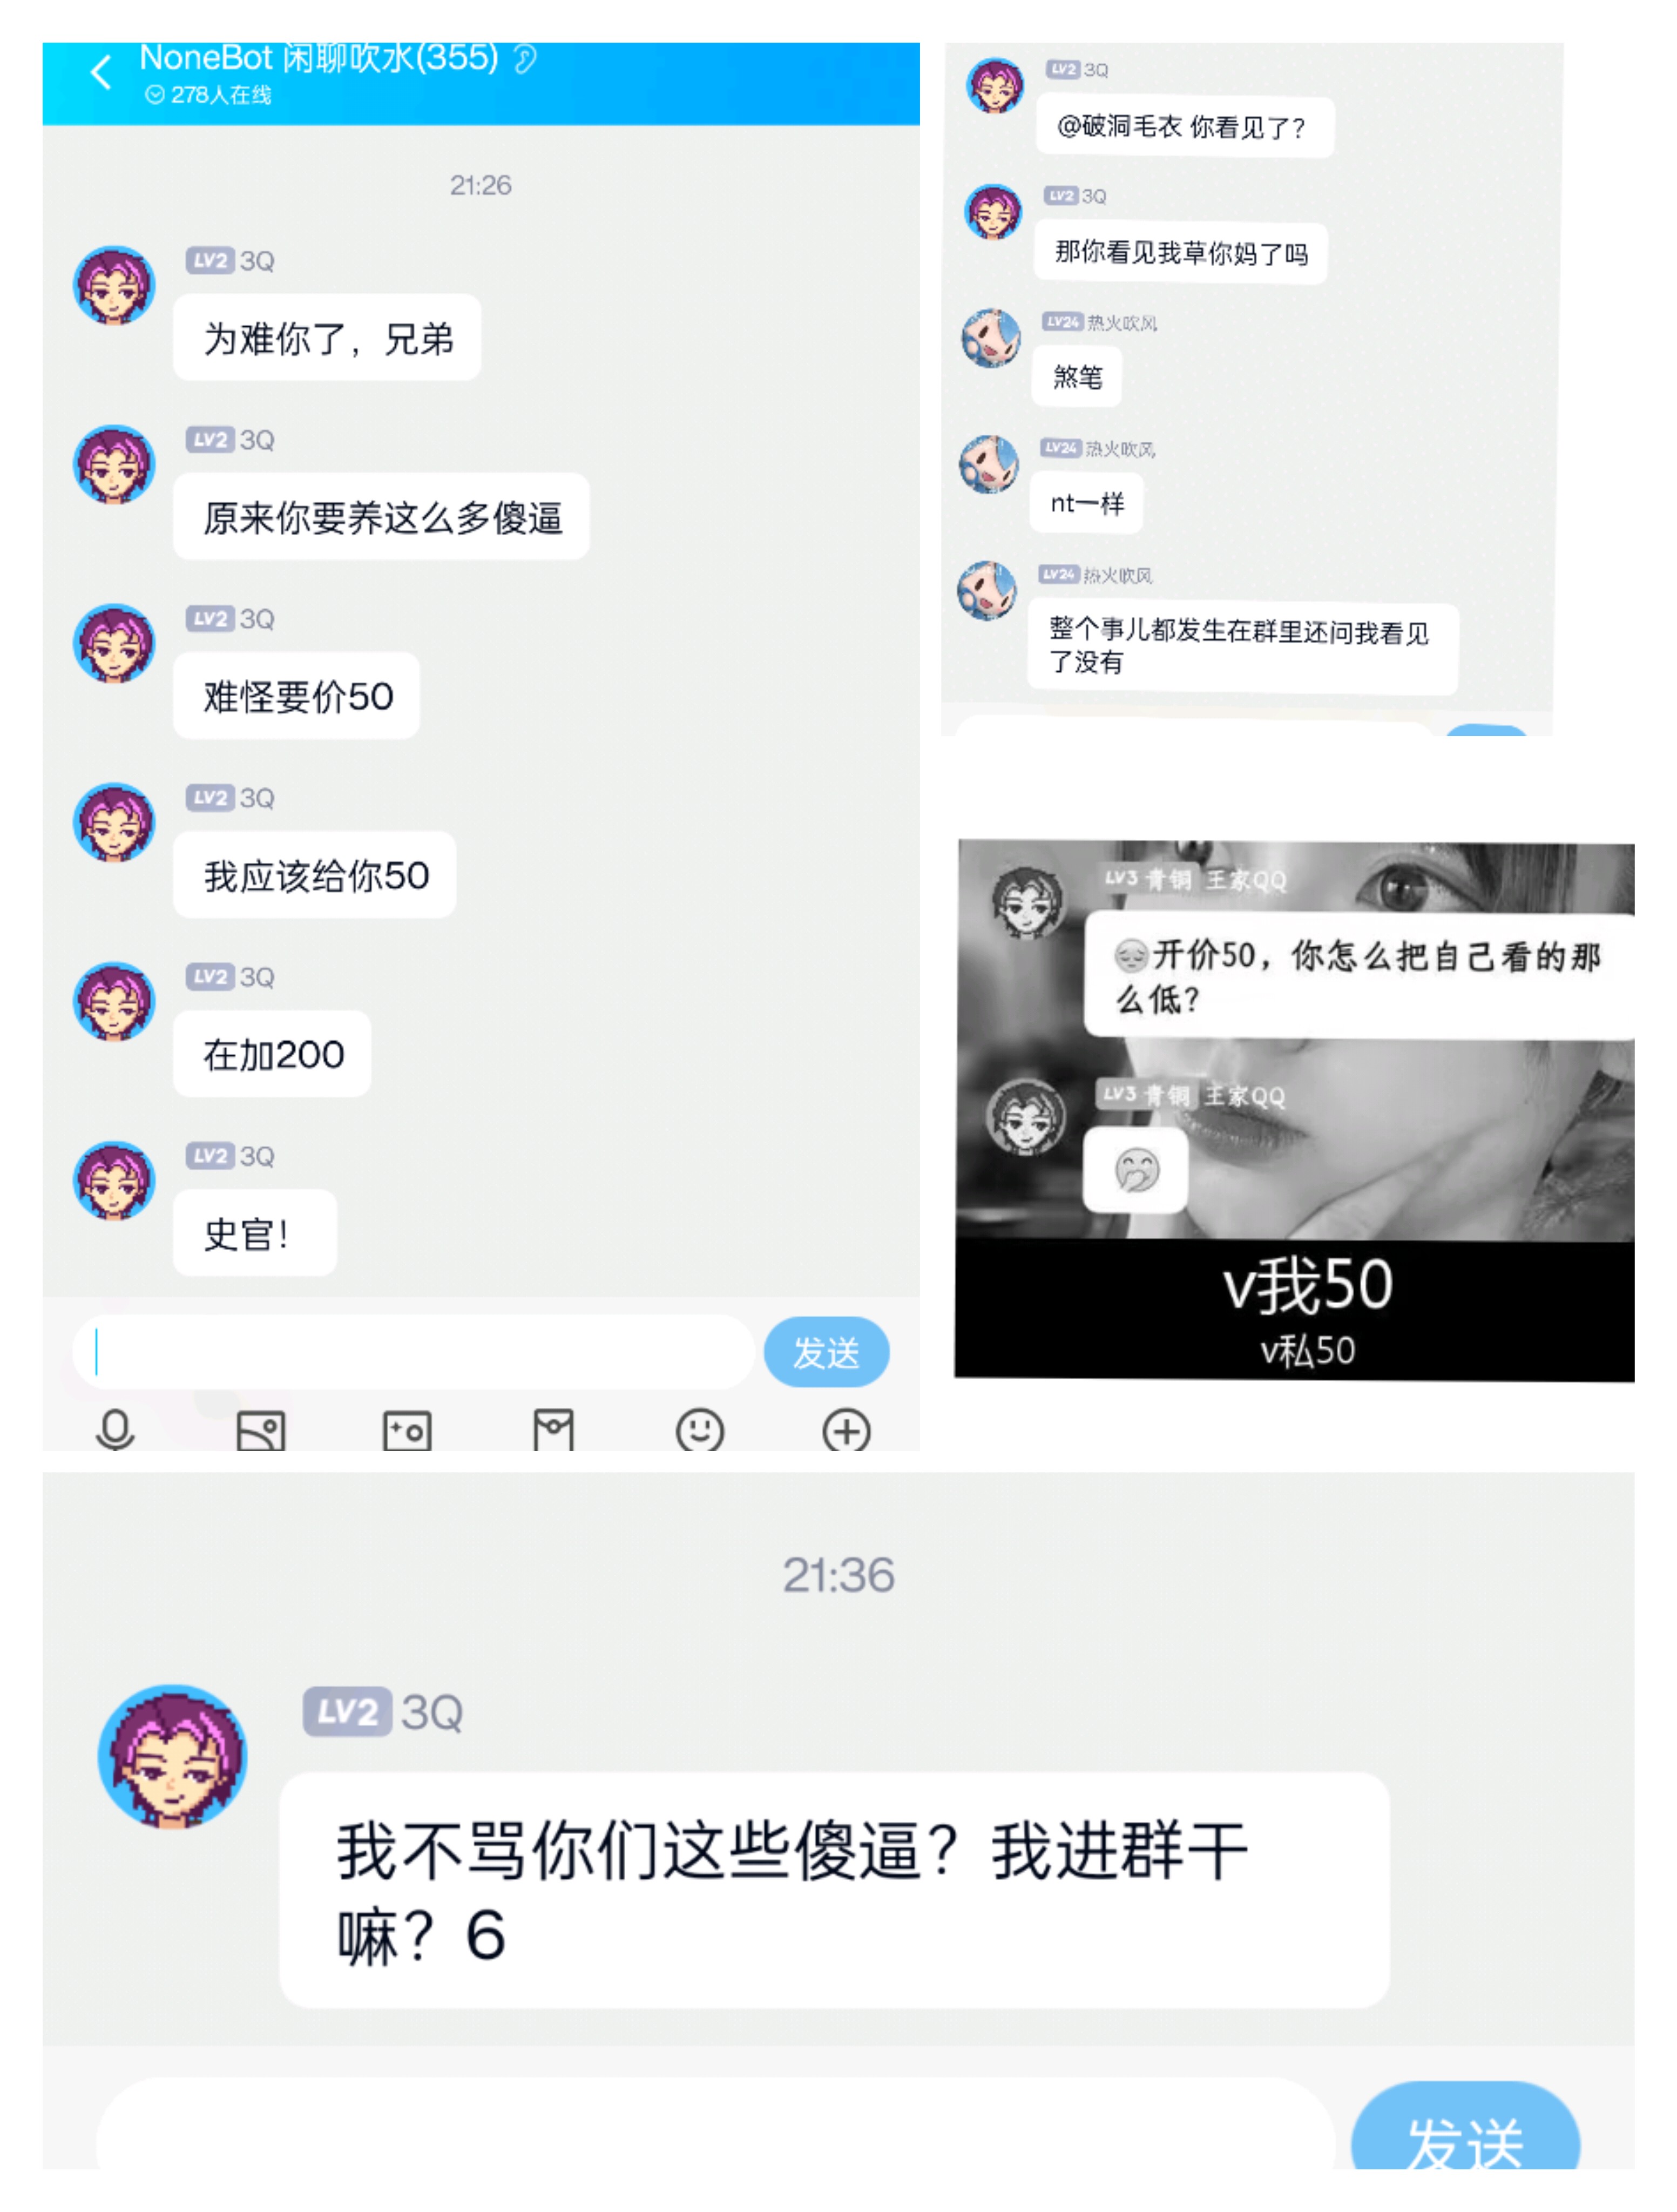 NoneBot 闲聊吹水(355)
278人在线
21:26
LV2 3Q
为难你了，兄弟
LV2 3Q
原来你要养这么多傻逼
LV2 3Q
难怪要价50
LV2 3Q
我应该给你50
LV2 3Q
在加200
LV2 3Q
史官！
发送
LV2 3Q
@破洞毛衣 你看见了？
LV2 3Q
那你看见我草你妈了吗
LV24 热火吹风
煞笔
LV24 热火吹风
nt一样
LV24 热火吹风
整个事儿都发生在群里还问我看见
了没有
LV3 青铜 王家QQ
😔开价50，你怎么把自己看的那
么低？
LV3 青铜 王家QQ
🤭
v我50
v私50
21:36
LV2 3Q
我不骂你们这些傻逼？我进群干
嘛？6
发送